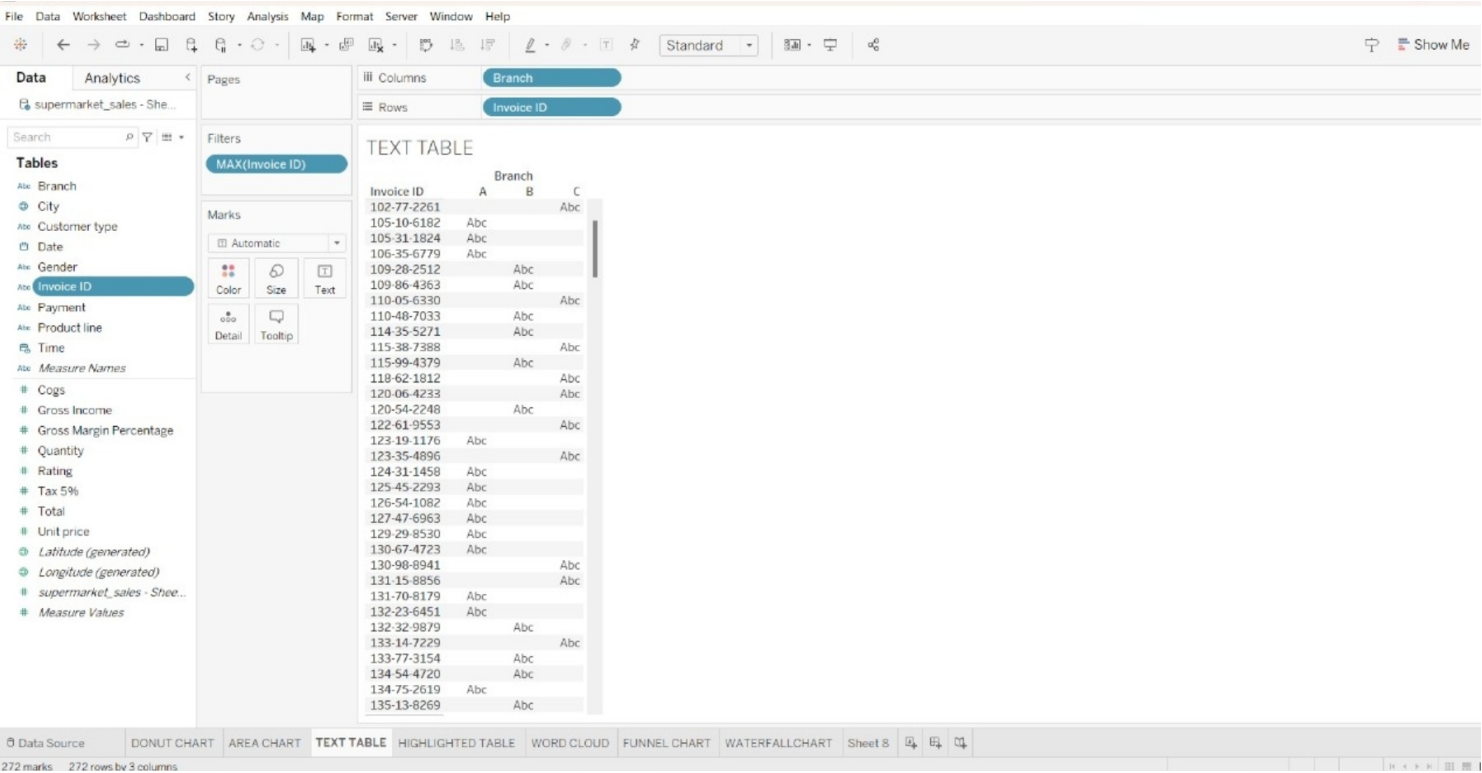 File Data Worksheet Dashboard Story Analysis Map Format Server Window Help
Standard
Show Me
Data Analytics
supermarket_sales - She...
Search
Tables
Abc Branch
City
Abc Customer type
Date
Abc Gender
Abc Invoice ID
Abc Payment
Abc Product line
Time
Abc Measure Names
# Cogs
# Gross Income
# Gross Margin Percentage
# Quantity
# Rating
# Tax 5%
# Total
# Unit price
Latitude (generated)
Longitude (generated)
# supermarket_sales - Shee...
# Measure Values
Pages
Filters
MAX(Invoice ID)
Marks
T Automatic
Color Size Text
Detail Tooltip
Columns Branch
Rows Invoice ID
TEXT TABLE
Branch
Invoice ID A B C
102-77-2261 Abc
105-10-6182 Abc
105-31-1824 Abc
106-35-6779 Abc
109-28-2512 Abc
109-86-4363 Abc
110-05-6330 Abc
110-48-7033 Abc
114-35-5271 Abc
115-38-7388 Abc
115-99-4379 Abc
118-62-1812 Abc
120-06-4233 Abc
120-54-2248 Abc
122-61-9553 Abc
123-19-1176 Abc
123-35-4896 Abc
124-31-1458 Abc
125-45-2293 Abc
126-54-1082 Abc
127-47-6963 Abc
129-29-8530 Abc
130-67-4723 Abc
130-98-8941 Abc
131-15-8856 Abc
131-70-8179 Abc
132-23-6451 Abc
132-32-9879 Abc
133-14-7229 Abc
133-77-3154 Abc
134-54-4720 Abc
134-75-2619 Abc
135-13-8269 Abc
Data Source DONUT CHART AREA CHART TEXT TABLE HIGHLIGHTED TABLE WORD CLOUD FUNNEL CHART WATERFALLCHART Sheet 8
272 marks 272 rows by 3 columns